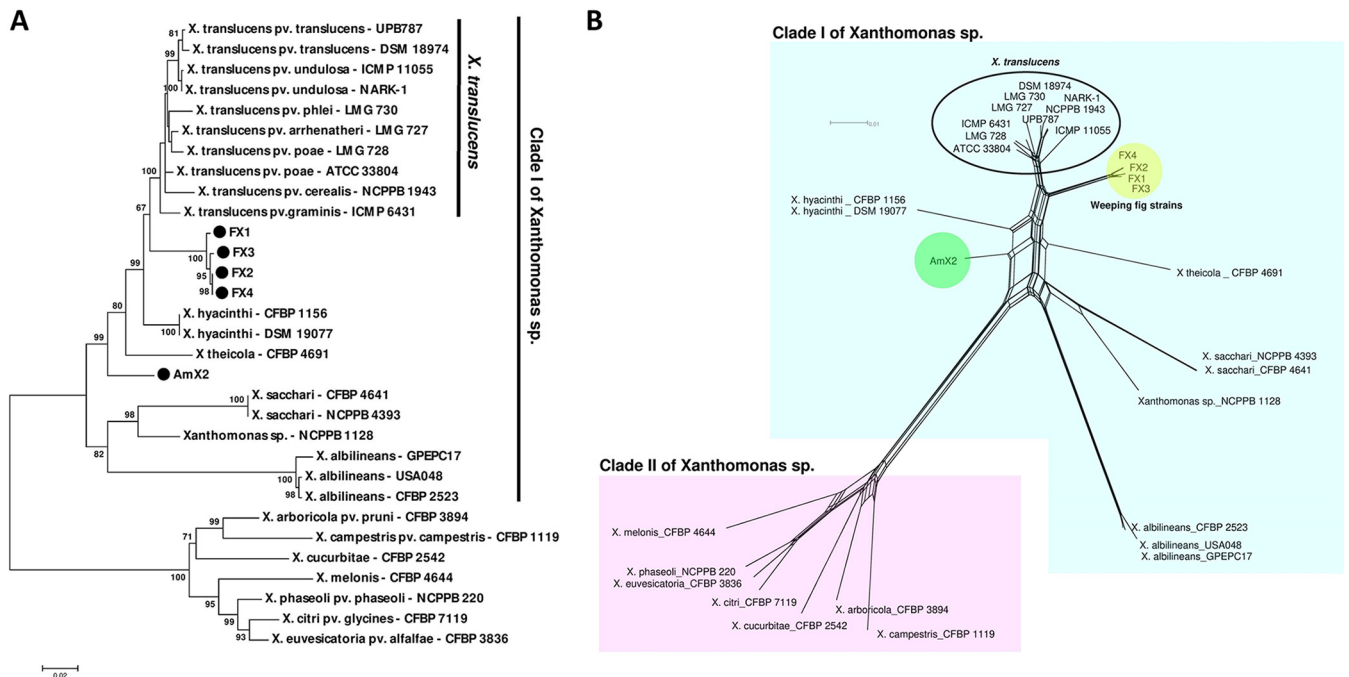 A
81
X. translucens pv. translucens - UPB787
99
X. translucens pv. translucens - DSM 18974
X. translucens pv. undulosa - ICMP 11055
100
X. translucens pv. undulosa - NARK-1
X. translucens pv. phlei - LMG 730
X. translucens pv. arrhenatheri - LMG 727
X. translucens pv. poae - LMG 728
100
X. translucens pv. poae - ATCC 33804
X. translucens pv. cerealis - NCPPB 1943
67
X. translucens pv.graminis - ICMP 6431
FX1
100
FX3
95
FX2
98
FX4
99
80
X. hyacinthi - CFBP 1156
100
X. hyacinthi - DSM 19077
99
X theicola - CFBP 4691
AmX2
100
X. sacchari - CFBP 4641
98
X. sacchari - NCPPB 4393
Xanthomonas sp. - NCPPB 1128
82
X. albilineans - GPEPC17
100
X. albilineans - USA048
98
X. albilineans - CFBP 2523
99
X. arboricola pv. pruni - CFBP 3894
71
X. campestris pv. campestris - CFBP 1119
X. cucurbitae - CFBP 2542
100
X. melonis - CFBP 4644
95
X. phaseoli pv. phaseoli - NCPPB 220
99
X. citri pv. glycines - CFBP 7119
93
X. euvesicatoria pv. alfalfae - CFBP 3836
0.02
X. translucens
Clade I of Xanthomonas sp.
B
Clade I of Xanthomonas sp.
X. translucens
DSM 18974
LMG 730
NARK-1
LMG 727
NCPPB 1943
UPB787
ICMP 6431
ICMP 11055
LMG 728
ATCC 33804
0.01
FX4
FX2
FX1
FX3
Weeping fig strains
X. hyacinthi _ CFBP 1156
X. hyacinthi _ DSM 19077
AmX2
X theicola _ CFBP 4691
X. sacchari_NCPPB 4393
X. sacchari_CFBP 4641
Xanthomonas sp._NCPPB 1128
X. albilineans_CFBP 2523
X. albilineans_USA048
X. albilineans_GPEPC17
Clade II of Xanthomonas sp.
X. melonis_CFBP 4644
X. phaseoli_NCPPB 220
X. euvesicatoria_CFBP 3836
X. citri_CFBP 7119
X. arboricola_CFBP 3894
X. cucurbitae_CFBP 2542
X. campestris_CFBP 1119